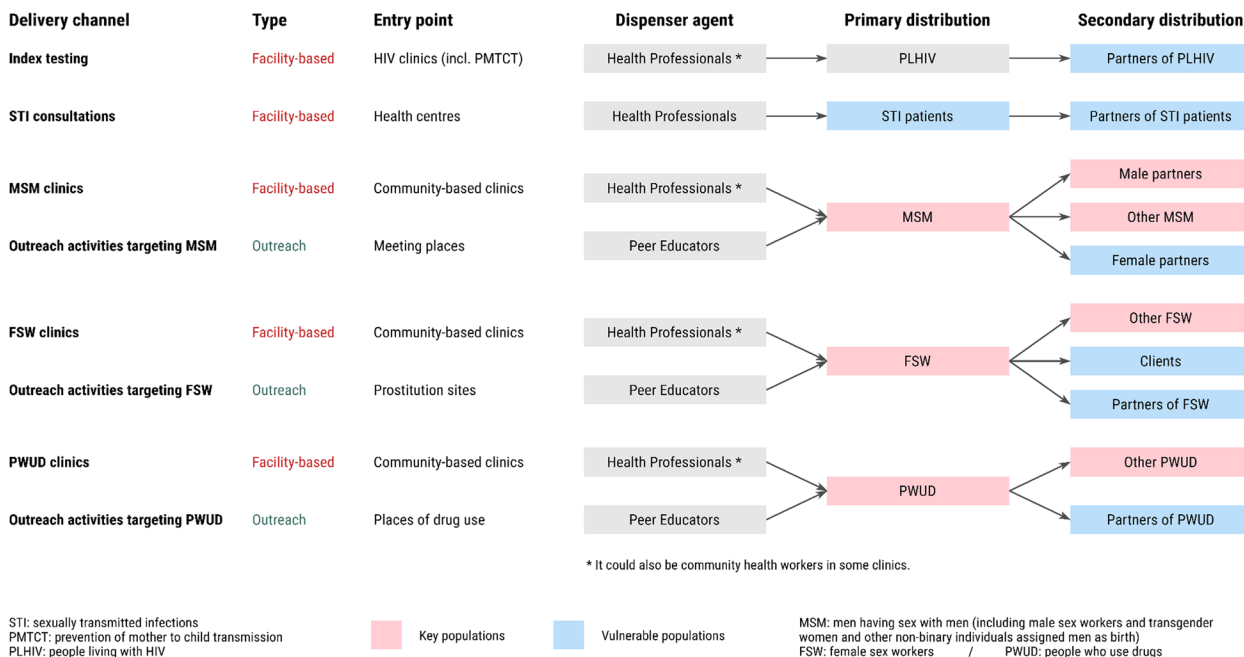 Delivery channel Type Entry point Dispenser agent Primary distribution Secondary distribution
Index testing Facility-based HIV clinics (incl. PMTCT) Health Professionals * PLHIV Partners of PLHIV
STI consultations Facility-based Health centres Health Professionals STI patients Partners of STI patients
Male partners
MSM clinics Facility-based Community-based clinics Health Professionals *
MSM Other MSM
Outreach activities targeting MSM Outreach Meeting places Peer Educators
Female partners
Other FSW
FSW clinics Facility-based Community-based clinics Health Professionals *
FSW Clients
Outreach activities targeting FSW Outreach Prostitution sites Peer Educators
Partners of FSW
PWUD clinics Facility-based Community-based clinics Health Professionals * Other PWUD
PWUD
Outreach activities targeting PWUD Outreach Places of drug use Peer Educators Partners of PWUD
* It could also be community health workers in some clinics.
STI: sexually transmitted infections
PMTCT: prevention of mother to child transmission
PLHIV: people living with HIV
Key populations
Vulnerable populations
MSM: men having sex with men (including male sex workers and transgender
women and other non-binary individuals assigned men as birth)
FSW: female sex workers / PWUD: people who use drugs